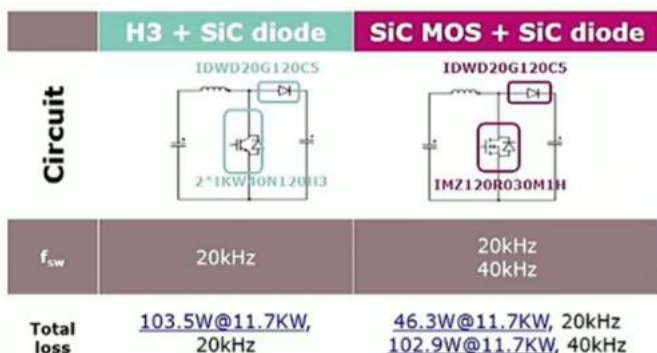 H3 + SiC diode
SiC MOS + SiC diode
Circuit
IDWD20G120C5
2*IKW40N120H3
IDWD20G120C5
IMZ120R030M1H
fsw
20kHz
20kHz
40kHz
Total
loss
103.5W@11.7KW,
20kHz
46.3W@11.7KW, 20kHz
102.9W@11.7KW, 40kHz